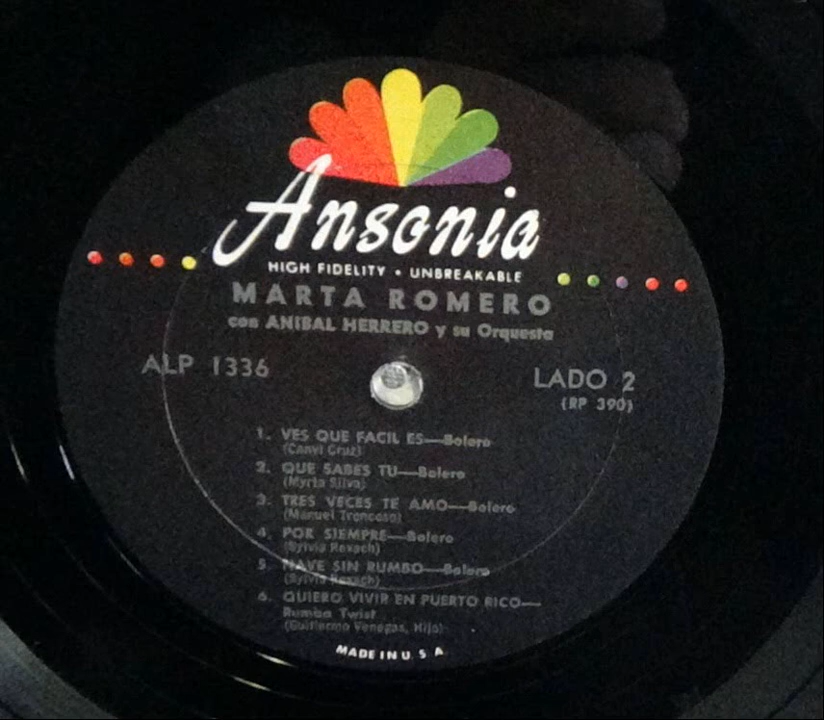 Ansonia
HIGH FIDELITY • UNBREAKABLE
MARTA ROMERO
con ANIBAL HERRERO y su Orquesta
ALP 1336
LADO 2
(RP 390)
1. VES QUE FACIL ES—Bolero
(Canvi Cruz)
2. QUE SABES TU—Bolero
(Myrta Silva)
3. TRES VECES TE AMO—Bolero
(Manuel Troncoso)
4. POR SIEMPRE—Bolero
(Sylvia Rexach)
5. NAVE SIN RUMBO—Bolero
(Sylvia Rexach)
6. QUIERO VIVIR EN PUERTO RICO—
Rumba Twist
(Guillermo Venegas, Hijo)
MADE IN U. S. A.